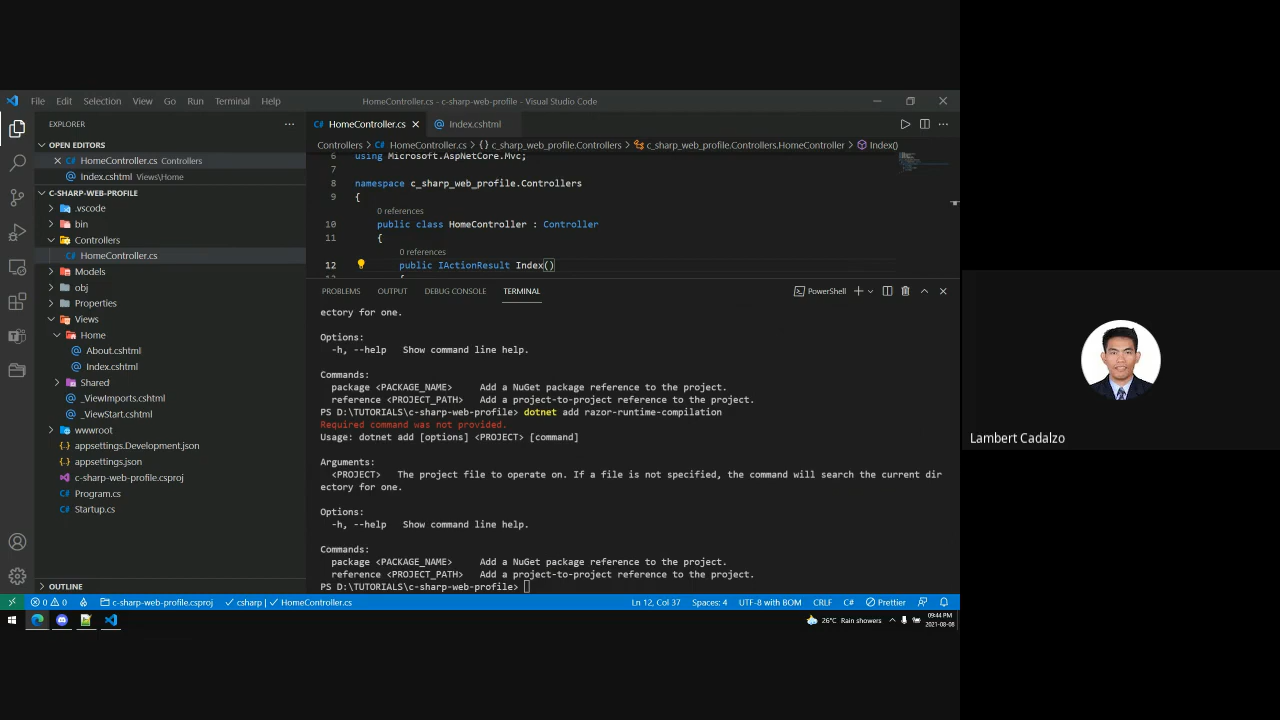 File Edit Selection View Go Run Terminal Help
HomeController.cs - c-sharp-web-profile - Visual Studio Code
EXPLORER
OPEN EDITORS
HomeController.cs Controllers
Index.cshtml Views\Home
C-SHARP-WEB-PROFILE
.vscode
bin
Controllers
C# HomeController.cs
Models
obj
Properties
Views
Home
About.cshtml
Index.cshtml
Shared
_ViewImports.cshtml
_ViewStart.cshtml
wwwroot
appsettings.Development.json
appsettings.json
c-sharp-web-profile.csproj
C# Program.cs
C# Startup.cs
OUTLINE
C# HomeController.cs Index.cshtml
Controllers > C# HomeController.cs > {} c_sharp_web_profile.Controllers > c_sharp_web_profile.Controllers.HomeController > Index()
6 using Microsoft.AspNetCore.Mvc;
7
8 namespace c_sharp_web_profile.Controllers
9 {
0 references
10 public class HomeController : Controller
11 {
0 references
12 public IActionResult Index()
PROBLEMS OUTPUT DEBUG CONSOLE TERMINAL
PowerShell
ectory for one.
Options:
-h, --help Show command line help.
Commands:
package <PACKAGE_NAME> Add a NuGet package reference to the project.
reference <PROJECT_PATH> Add a project-to-project reference to the project.
PS D:\TUTORIALS\c-sharp-web-profile> dotnet add razor-runtime-compilation
Required command was not provided.
Usage: dotnet add [options] <PROJECT> [command]
Arguments:
<PROJECT> The project file to operate on. If a file is not specified, the command will search the current dir
ectory for one.
Options:
-h, --help Show command line help.
Commands:
package <PACKAGE_NAME> Add a NuGet package reference to the project.
reference <PROJECT_PATH> Add a project-to-project reference to the project.
PS D:\TUTORIALS\c-sharp-web-profile>
0 0 c-sharp-web-profile.csproj csharp | HomeController.cs Ln 12, Col 37 Spaces: 4 UTF-8 with BOM CRLF C# Prettier
26°C Rain showers
09:44 PM
2021-08-08
Lambert Cadalzo